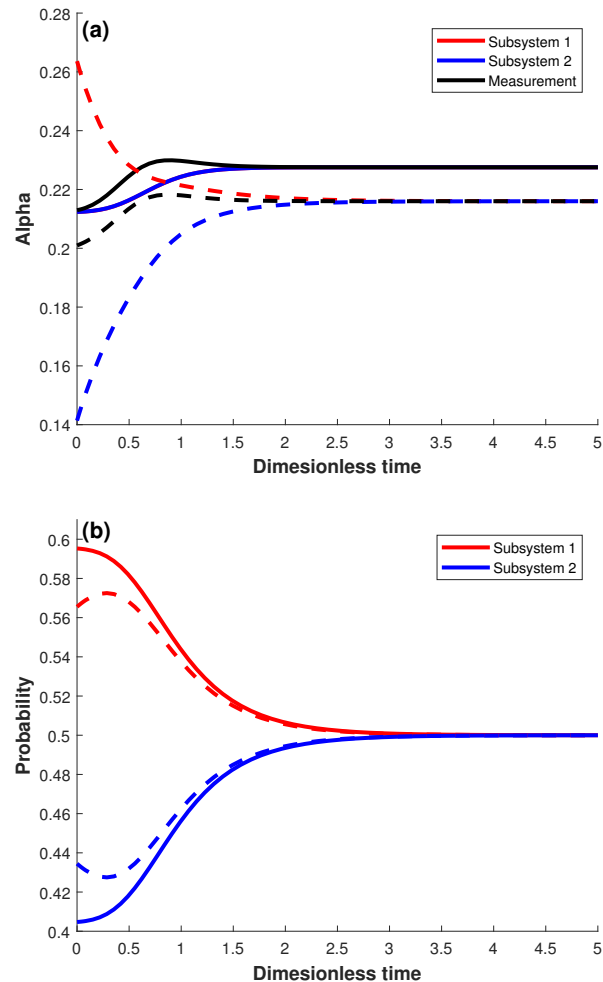 (a)
0.28
0.26
0.24
0.22
0.2
0.18
0.16
0.14
Alpha
Subsystem 1
Subsystem 2
Measurement
0 0.5 1 1.5 2 2.5 3 3.5 4 4.5 5
Dimesionless time
(b)
0.6
0.58
0.56
0.54
0.52
0.5
0.48
0.46
0.44
0.42
0.4
Probability
Subsystem 1
Subsystem 2
0 0.5 1 1.5 2 2.5 3 3.5 4 4.5 5
Dimesionless time